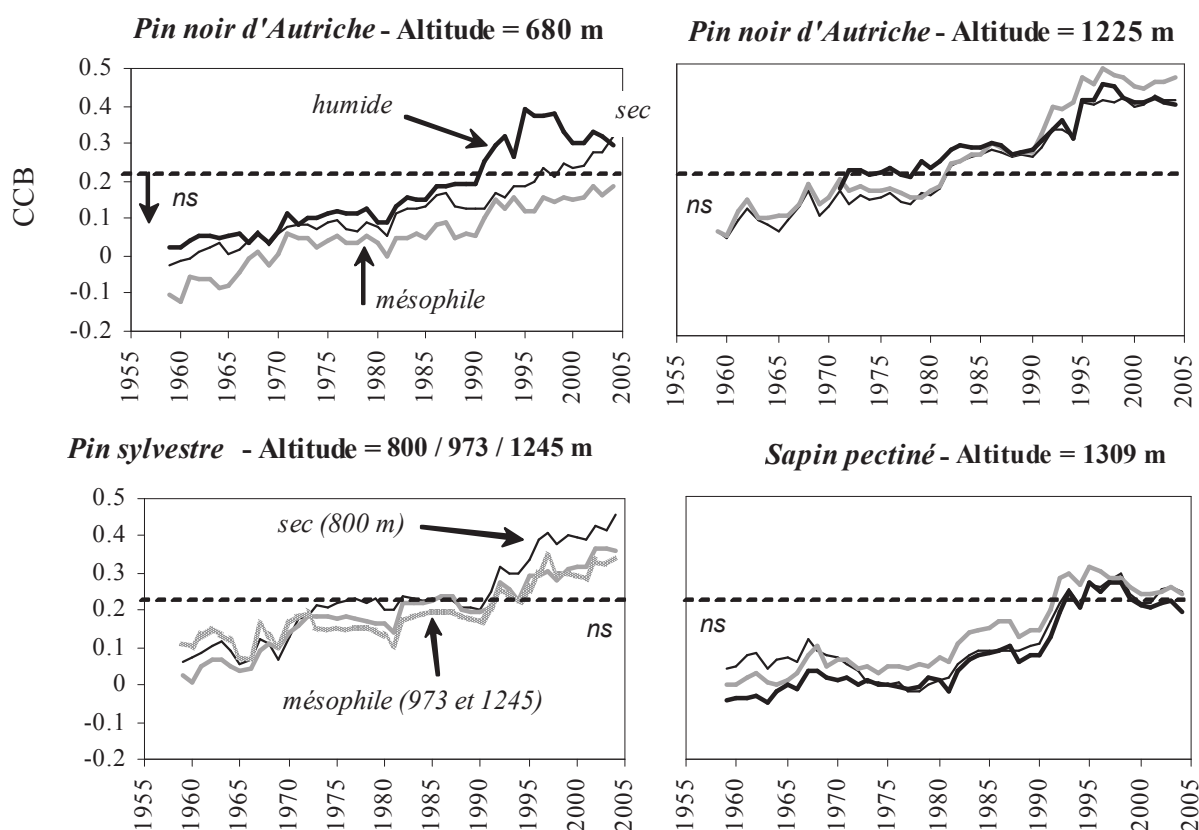 Pin noir d'Autriche - Altitude = 680 m
Pin noir d'Autriche - Altitude = 1225 m
CCB
0.5
0.4
0.3
0.2
0.1
0
-0.1
-0.2
humide
sec
ns
mésophile
ns
1955 1960 1965 1970 1975 1980 1985 1990 1995 2000 2005
1955 1960 1965 1970 1975 1980 1985 1990 1995 2000 2005
Pin sylvestre - Altitude = 800 / 973 / 1245 m
Sapin pectiné - Altitude = 1309 m
0.5
0.4
0.3
0.2
0.1
0
-0.1
-0.2
sec (800 m)
ns
mésophile (973 et 1245)
ns
1955 1960 1965 1970 1975 1980 1985 1990 1995 2000 2005
1955 1960 1965 1970 1975 1980 1985 1990 1995 2000 2005